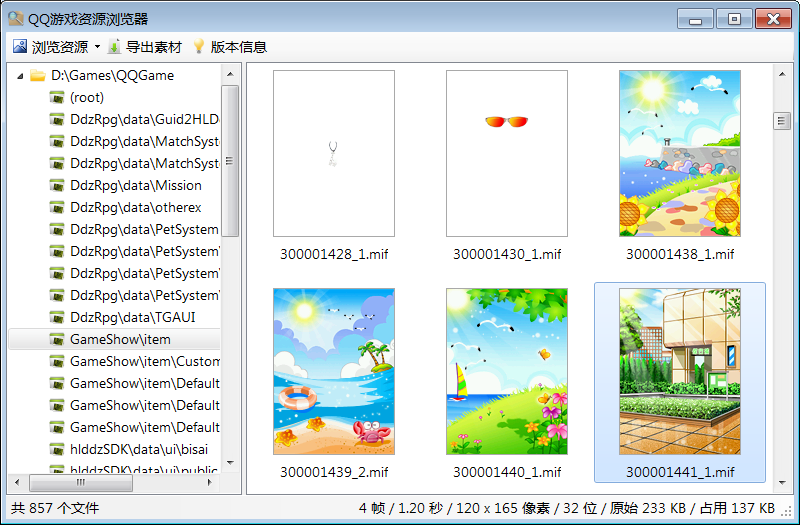 QQ游戏资源浏览器
浏览资源 导出素材 版本信息
D:\Games\QQGame
(root)
DdzRpg\data\Guid2HLD
DdzRpg\data\MatchSyst
DdzRpg\data\MatchSyst
DdzRpg\data\Mission
DdzRpg\data\otherex
DdzRpg\data\PetSystem
DdzRpg\data\PetSystem
DdzRpg\data\PetSystem
DdzRpg\data\PetSystem
DdzRpg\data\TGAUI
GameShow\item
GameShow\item\Custom
GameShow\item\Default
GameShow\item\Default
GameShow\item\Default
hlddzSDK\data\ui\bisai
hlddzSDK\data\ui\public
300001428_1.mif
300001430_1.mif
300001438_1.mif
300001439_2.mif
300001440_1.mif
300001441_1.mif
共 857 个文件
4 帧 / 1.20 秒 / 120 x 165 像素 / 32 位 / 原始 233 KB / 占用 137 KB